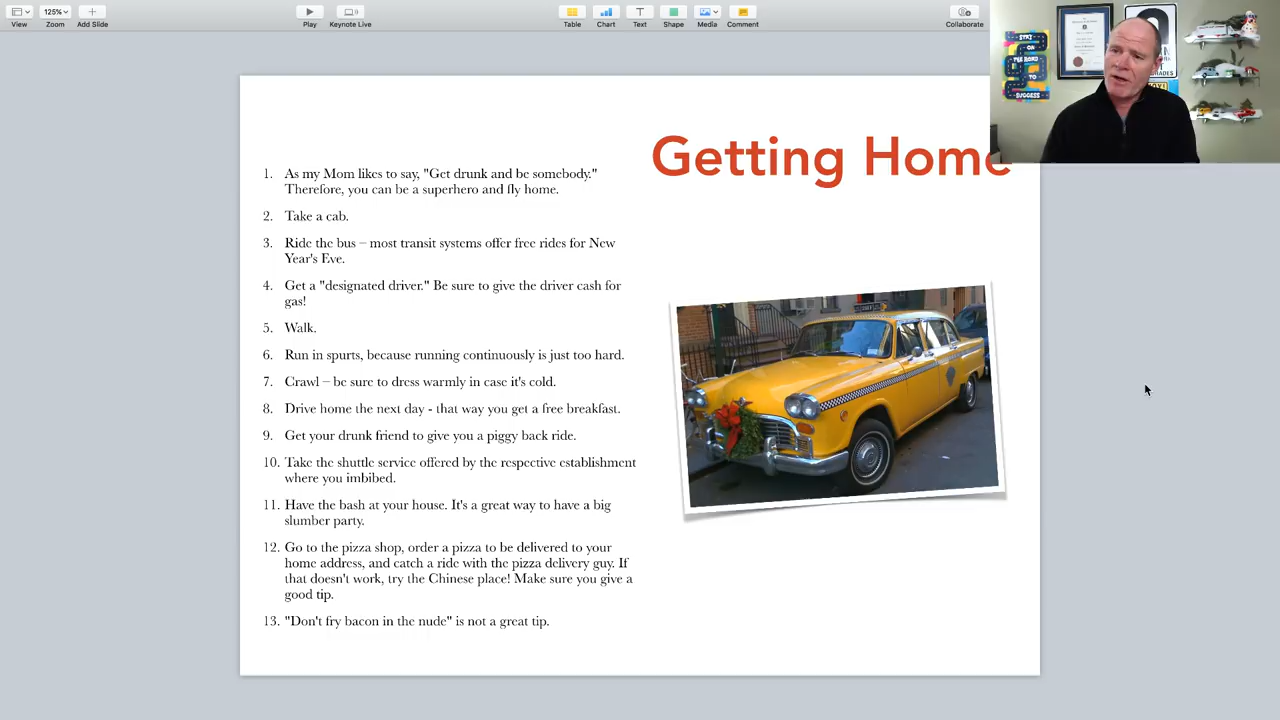 View
125%
Zoom
Add Slide
Play
Keynote Live
Table
Chart
Text
Shape
Media
Comment
Collaborate
STAY
ON
THE ROAD
TO
SUCCESS
Getting Home
1. Army Mom likes to say, "Get drunk and be somebody."
Therefore, you can be a superhero and fly home.
2. Take a cab.
3. Ride the bus – most transit systems offer free rides for New
Year's Eve.
4. Get a "designated driver." Be sure to give the driver cash for
gas!
5. Walk.
6. Run in spurts, because running continuously is just too hard.
7. Crawl – be sure to dress warmly in case it's cold.
8. Drive home the next day - that way you get a free breakfast.
9. Get your drunk friend to give you a piggy back ride.
10. Take the shuttle service offered by the respective establishment
where you imbibed.
11. Have the bash at your house. It's a great way to have a big
slumber party.
12. Go to the pizza shop, order a pizza to be delivered to your
home address, and catch a ride with the pizza delivery guy. If
that doesn't work, try the Chinese place! Make sure you give a
good tip.
13. "Don't fry bacon in the nude" is not a great tip.